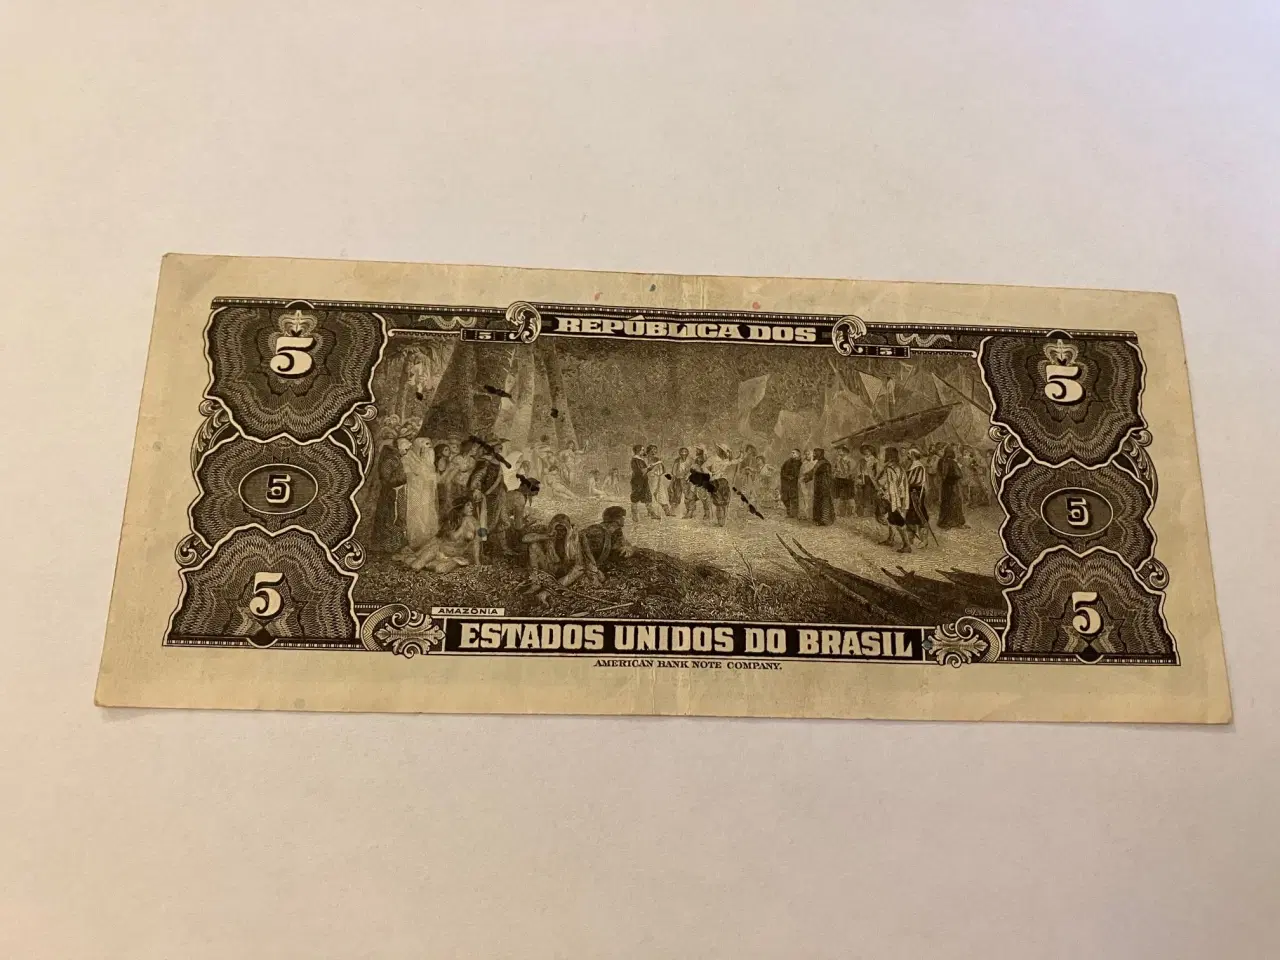 REPÚBLICA DOS
5 5
5 5
5 5
5 5
AMAZÔNIA
ESTADOS UNIDOS DO BRASIL
AMERICAN BANK NOTE COMPANY.